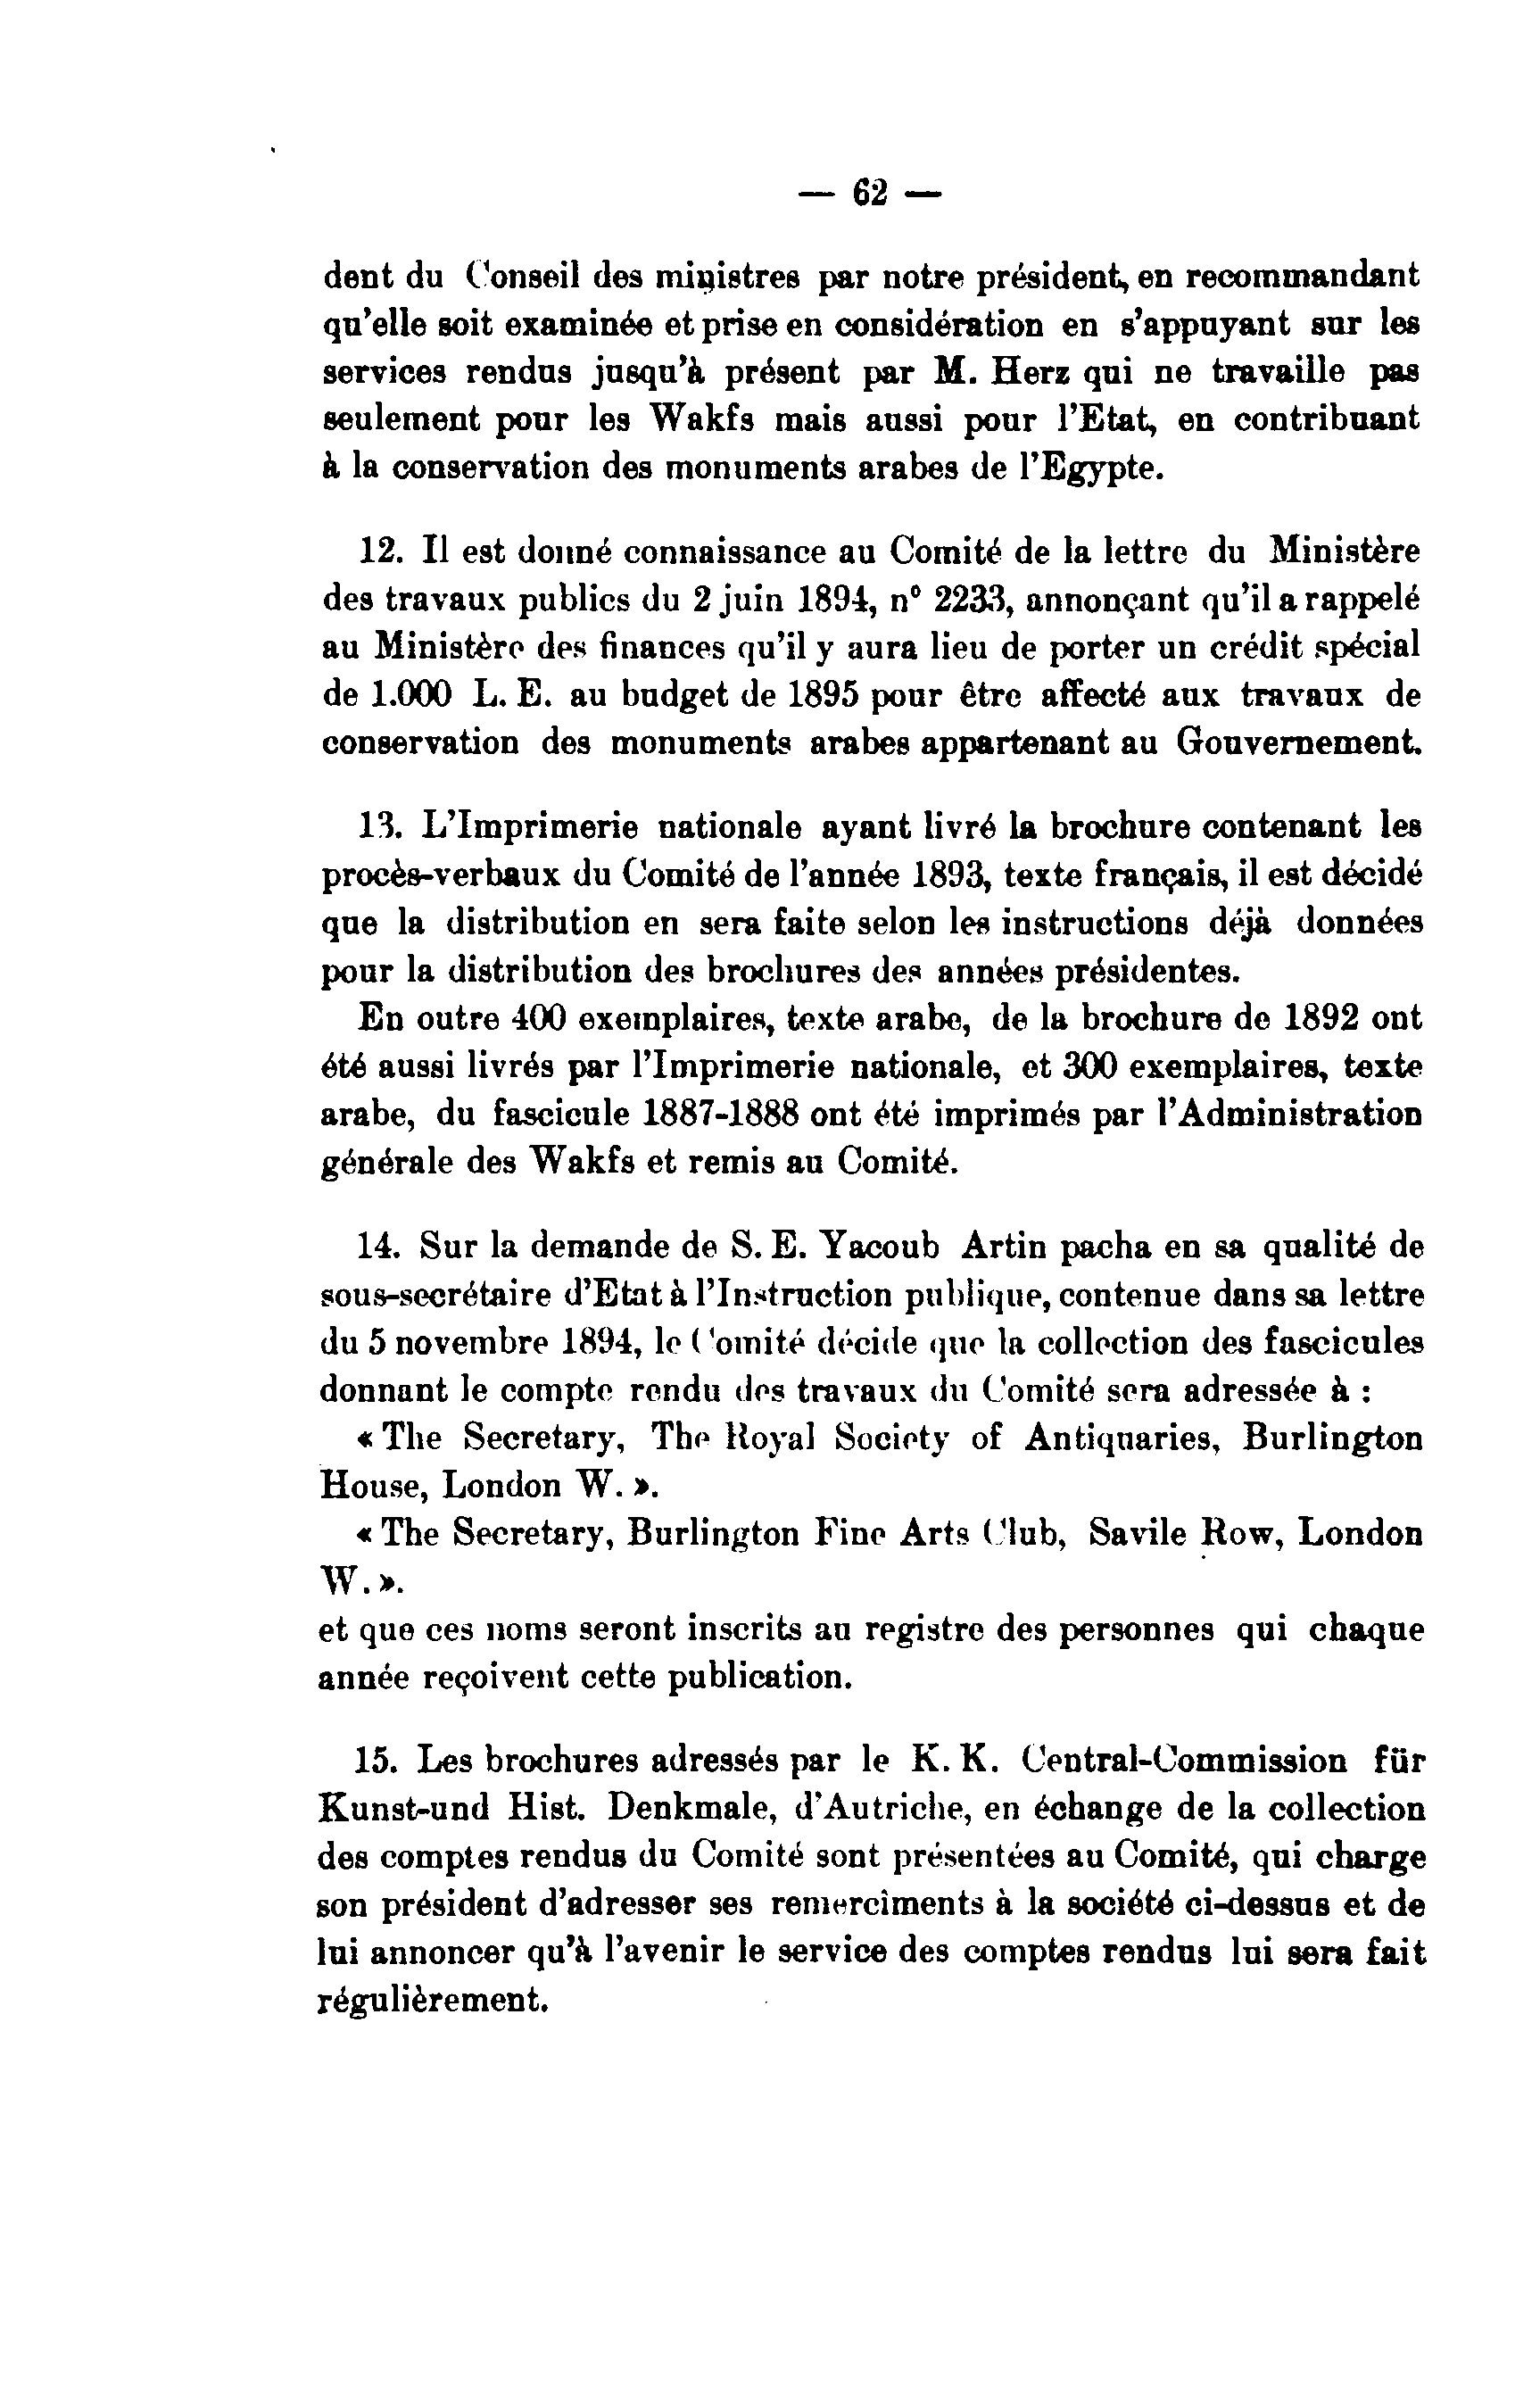 — 62 —
dent du Conseil des ministres par notre président, en recommandant
qu'elle soit examinée et prise en considération en s'appuyant sur les
services rendus jusqu'à présent par M. Herz qui ne travaille pas
seulement pour les Wakfs mais aussi pour l'Etat, en contribuant
à la conservation des monuments arabes de l'Egypte.
12. Il est donné connaissance au Comité de la lettre du Ministère
des travaux publics du 2 juin 1894, n° 2233, annonçant qu'il a rappelé
au Ministère des finances qu'il y aura lieu de porter un crédit spécial
de 1.000 L. E. au budget de 1895 pour être affecté aux travaux de
conservation des monuments arabes appartenant au Gouvernement.
13. L'Imprimerie nationale ayant livré la brochure contenant les
procès-verbaux du Comité de l'année 1893, texte français, il est décidé
que la distribution en sera faite selon les instructions déjà données
pour la distribution des brochures des années présidentes.
En outre 400 exemplaires, texte arabe, de la brochure de 1892 ont
été aussi livrés par l'Imprimerie nationale, et 300 exemplaires, texte
arabe, du fascicule 1887-1888 ont été imprimés par l'Administration
générale des Wakfs et remis au Comité.
14. Sur la demande de S. E. Yacoub Artin pacha en sa qualité de
sous-secrétaire d'Etat à l'Instruction publique, contenue dans sa lettre
du 5 novembre 1894, le Comité décide que la collection des fascicules
donnant le compte rendu des travaux du Comité sera adressée à :
« The Secretary, The Royal Society of Antiquaries, Burlington
House, London W. ».
« The Secretary, Burlington Fine Arts Club, Savile Row, London
W. ».
et que ces noms seront inscrits au registre des personnes qui chaque
année reçoivent cette publication.
15. Les brochures adressés par le K. K. Central-Commission für
Kunst-und Hist. Denkmale, d'Autriche, en échange de la collection
des comptes rendus du Comité sont présentées au Comité, qui charge
son président d'adresser ses remerciments à la société ci-dessus et de
lui annoncer qu'à l'avenir le service des comptes rendus lui sera fait
régulièrement.